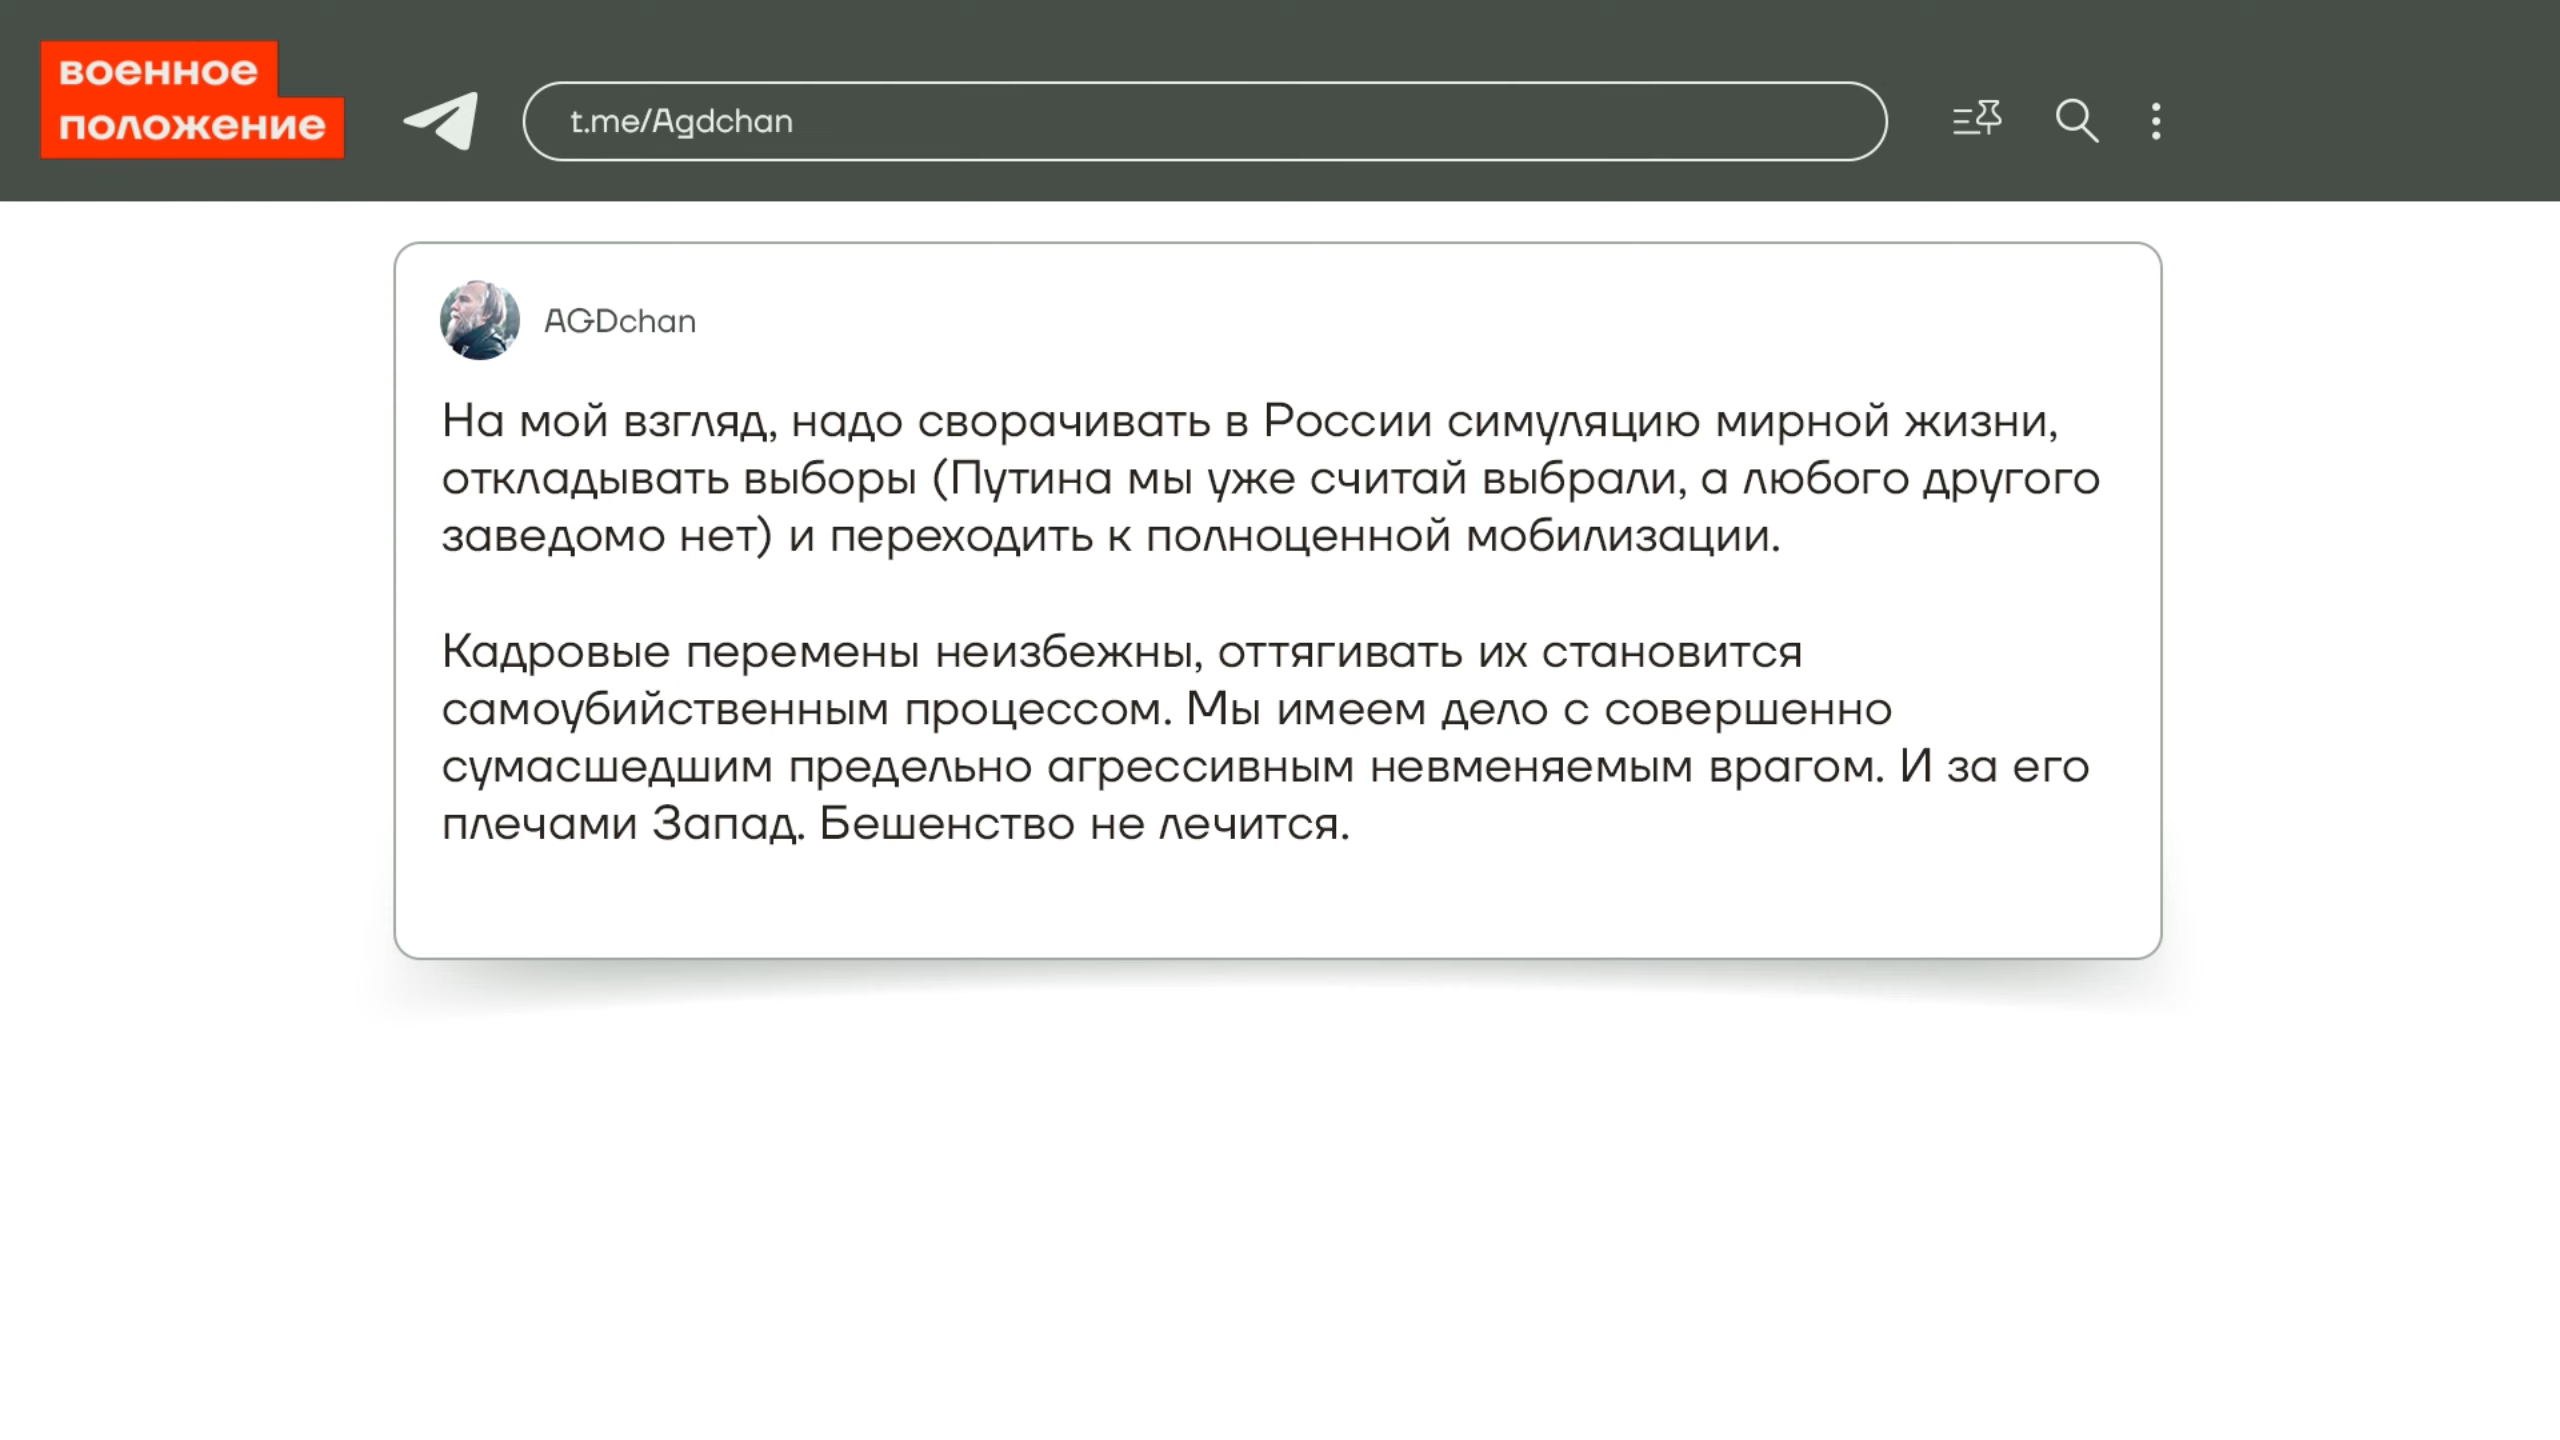 военное
положение
t.me/Agdchan
AGDchan
На мой взгляд, надо сворачивать в России симуляцию мирной жизни,
откладывать выборы (Путина мы уже считай выбрали, а любого другого
заведомо нет) и переходить к полноценной мобилизации.
Кадровые перемены неизбежны, оттягивать их становится
самоубийственным процессом. Мы имеем дело с совершенно
сумасшедшим предельно агрессивным невменяемым врагом. И за его
плечами Запад. Бешенство не лечится.